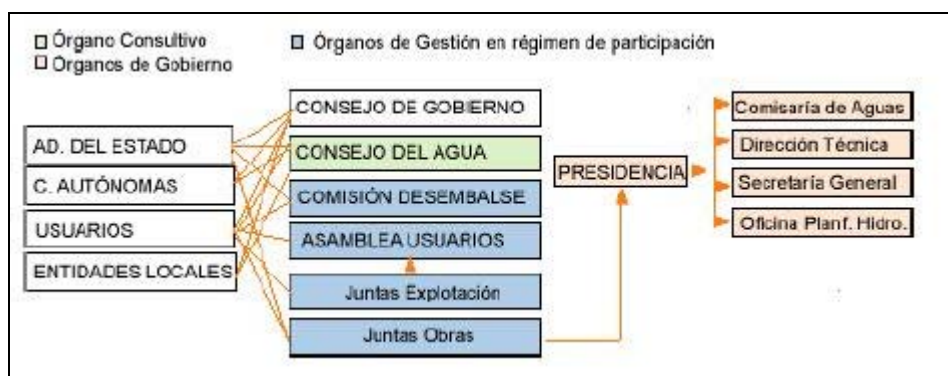 Órgano Consultivo
Órganos de Gestión en régimen de participación
Organos de Gobierno
AD. DEL ESTADO
C. AUTÓNOMAS
USUARIOS
ENTIDADES LOCALES
CONSEJO DE GOBIERNO
CONSEJO DEL AGUA
COMISIÓN DESEMBALSE
ASAMBLEA USUARIOS
Juntas Explotación
Juntas Obras
PRESIDENCIA
Comisaría de Aguas
Dirección Técnica
Secretaría General
Oficina Planf. Hidro.